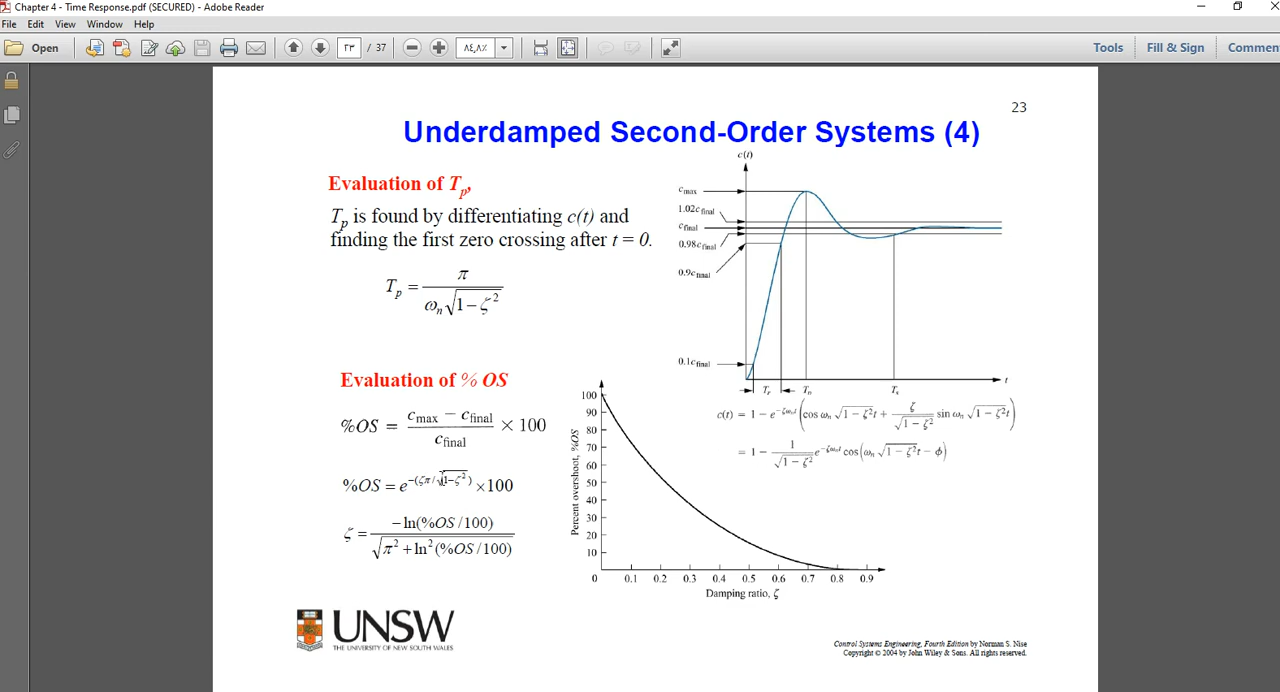 Chapter 4 - Time Response.pdf (SECURED) - Adobe Reader
File Edit View Window Help
Open ٢٣ / 37 ٨٤,٨٪ Tools Fill & Sign Commen
23
Underdamped Second-Order Systems (4)
Evaluation of Tp,
Tp is found by differentiating c(t) and
finding the first zero crossing after t = 0.
Tp = π / ωn√1−ζ²
c(t)
cmax
1.02cfinal
cfinal
0.98cfinal
0.9cfinal
0.1cfinal
Tr Tp Ts t
c(t) = 1 − e^−ζωnt (cos ωn √1 − ζ² t + ζ / √1 − ζ² sin ωn √1 − ζ² t)
= 1 − 1 / √1 − ζ² e^−ζωnt cos(ωn √1 − ζ² t − ϕ)
Evaluation of % OS
%OS = cmax − cfinal / cfinal × 100
%OS = e^−(ζπ/√1−ζ²) ×100
ζ = −ln(%OS/100) / √π² + ln²(%OS/100)
Percent overshoot, %OS
100
90
80
70
60
50
40
30
20
10
0 0.1 0.2 0.3 0.4 0.5 0.6 0.7 0.8 0.9
Damping ratio, ζ
UNSW
THE UNIVERSITY OF NEW SOUTH WALES
Control Systems Engineering, Fourth Edition by Norman S. Nise
Copyright © 2004 by John Wiley & Sons. All rights reserved.